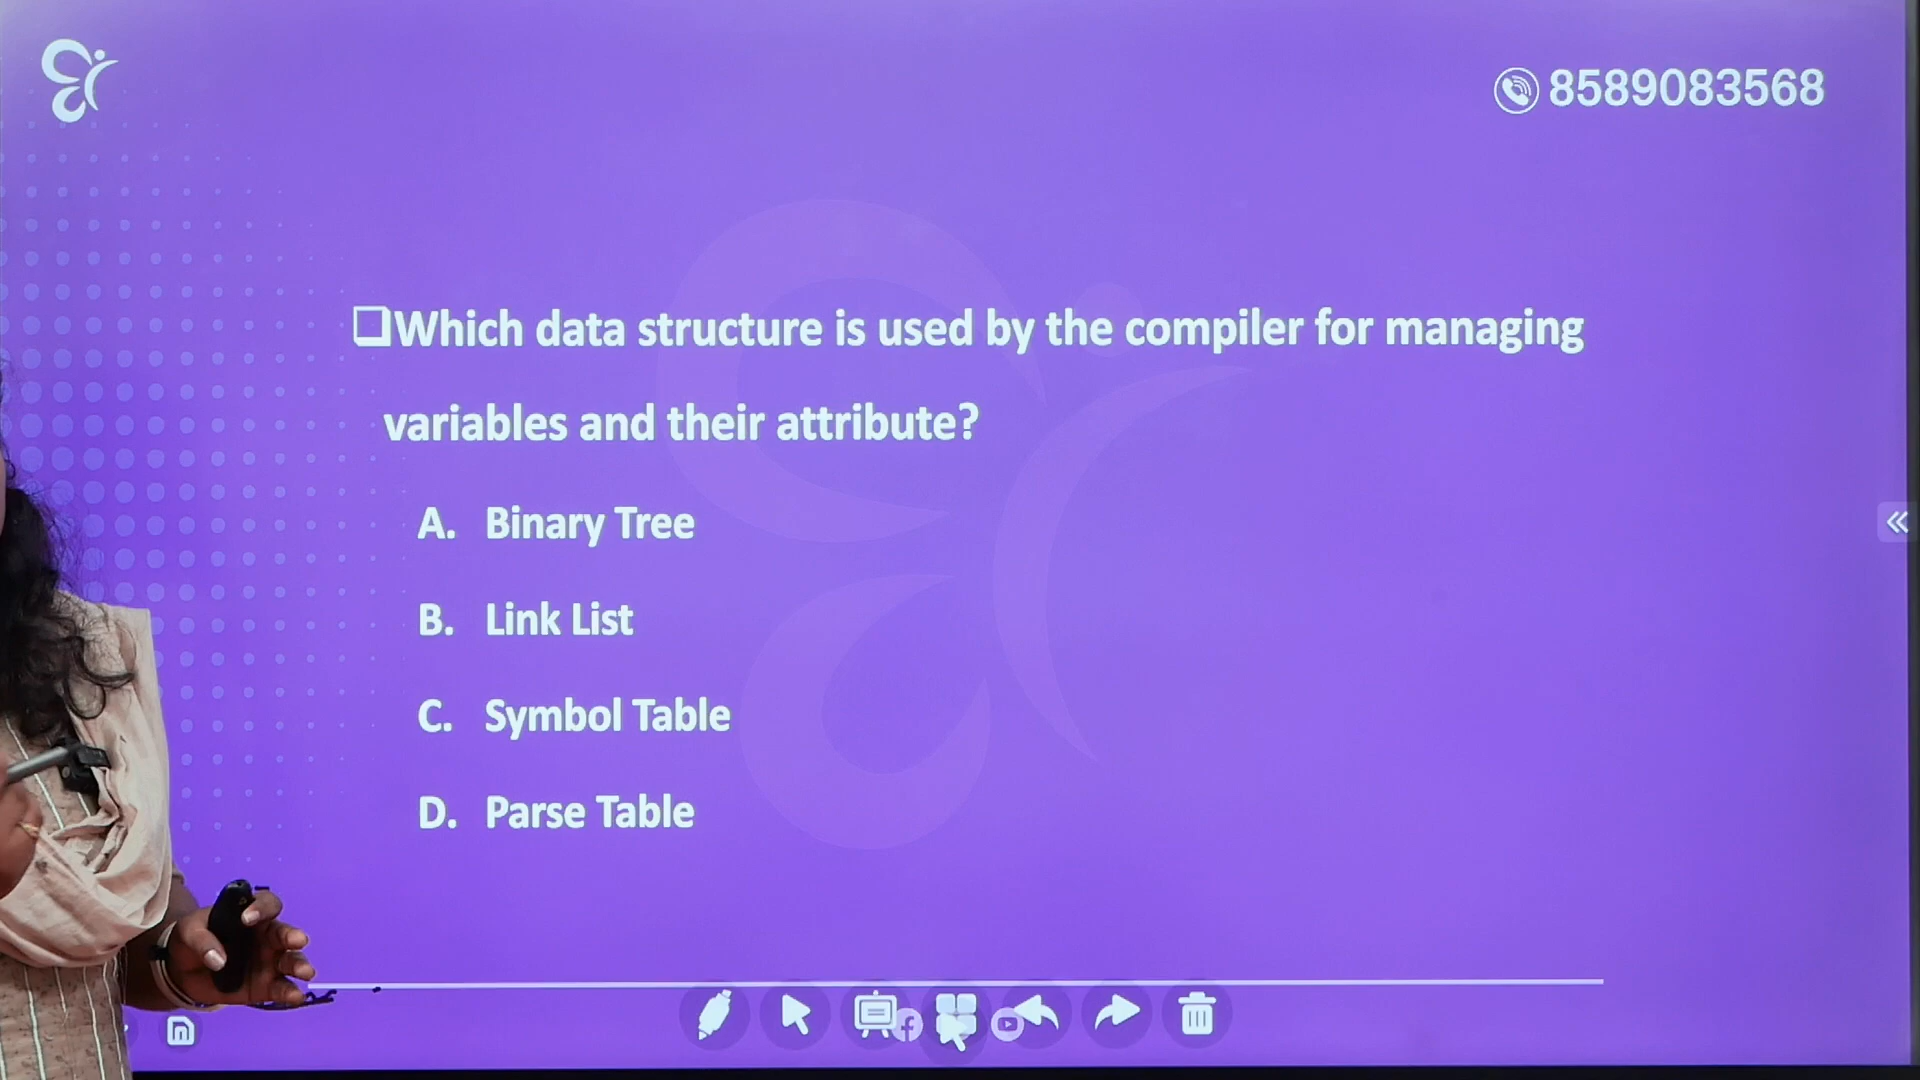 8589083568
❑Which data structure is used by the compiler for managing
variables and their attribute?
A. Binary Tree
B. Link List
C. Symbol Table
D. Parse Table